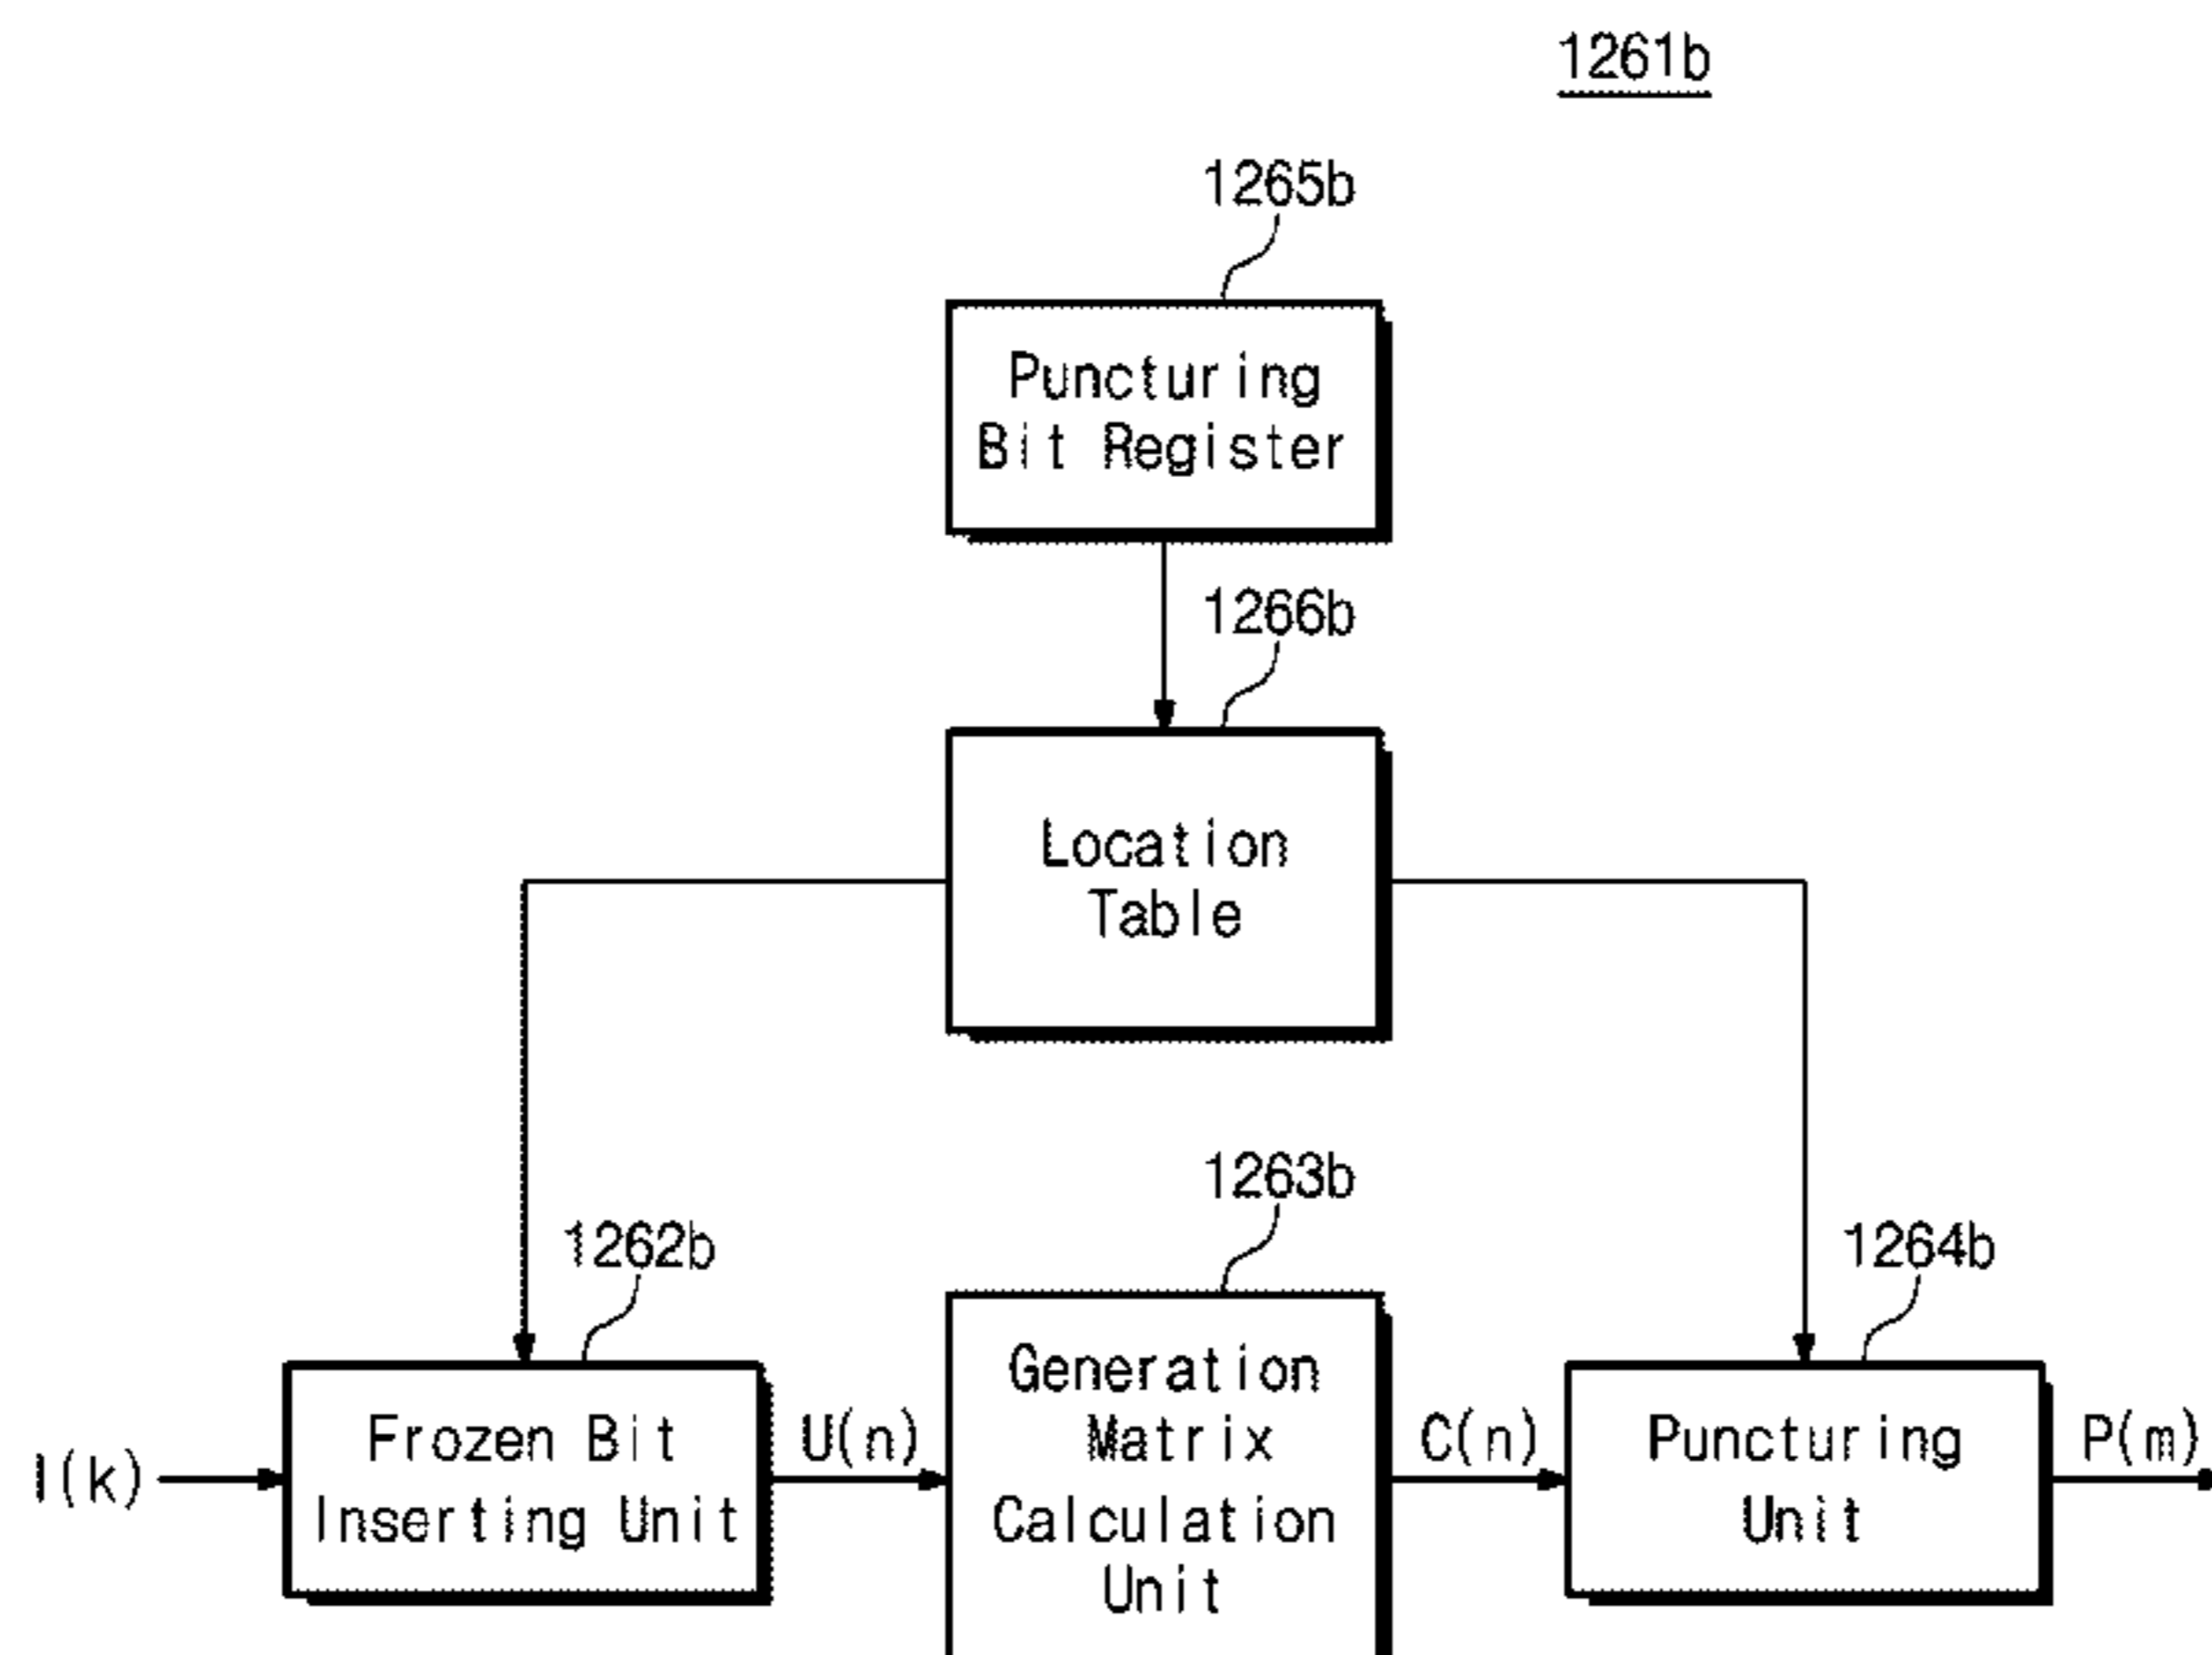 1261b
1265b
Puncturing
Bit Register
1266b
Location
Table
1263b
1262b
1264b
Generation
Matrix
Calculation
Unit
Frozen Bit
Inserting Unit
Puncturing
Unit
I(k)
U(n)
C(n)
P(m)